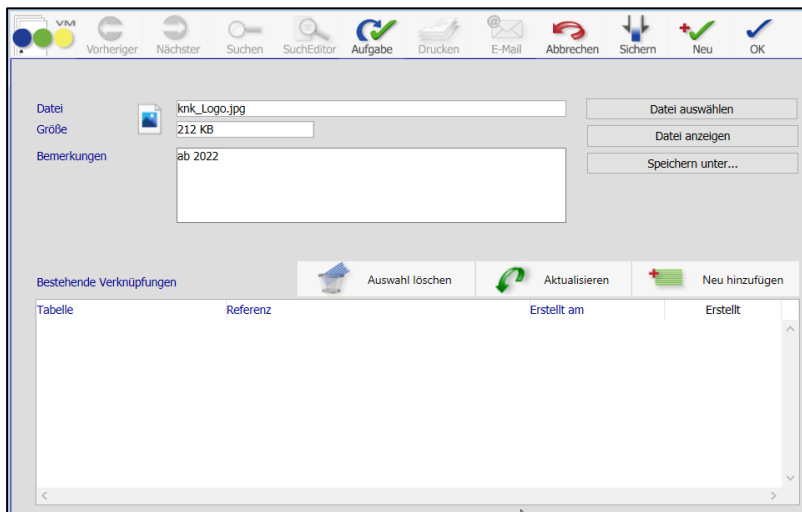 VM
Vorheriger Nächster Suchen SuchEditor Aufgabe Drucken E-Mail Abbrechen Sichern Neu OK
Datei knk_Logo.jpg Datei auswählen
Größe 212 KB Datei anzeigen
Bemerkungen ab 2022 Speichern unter...
Bestehende Verknüpfungen Auswahl löschen Aktualisieren Neu hinzufügen
Tabelle Referenz Erstellt am Erstellt